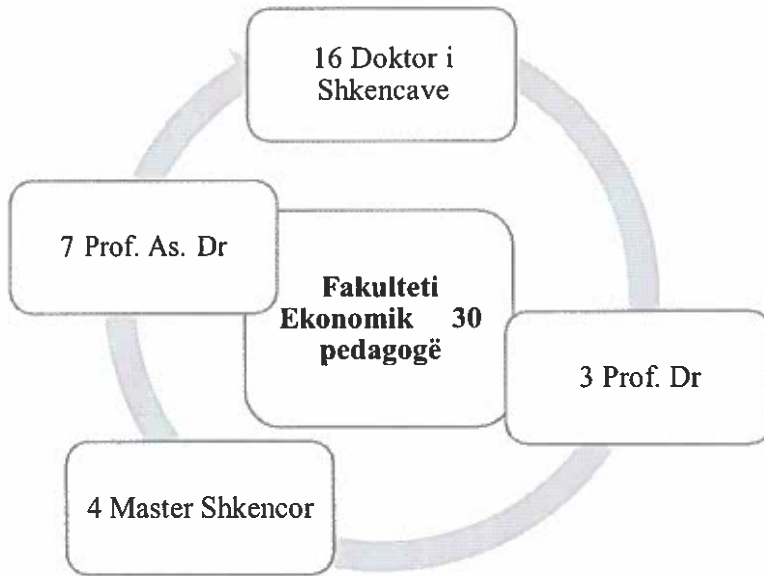 16 Doktor i
Shkencave
7 Prof. As. Dr
Fakulteti
Ekonomik 30
pedagogë
3 Prof. Dr
4 Master Shkencor